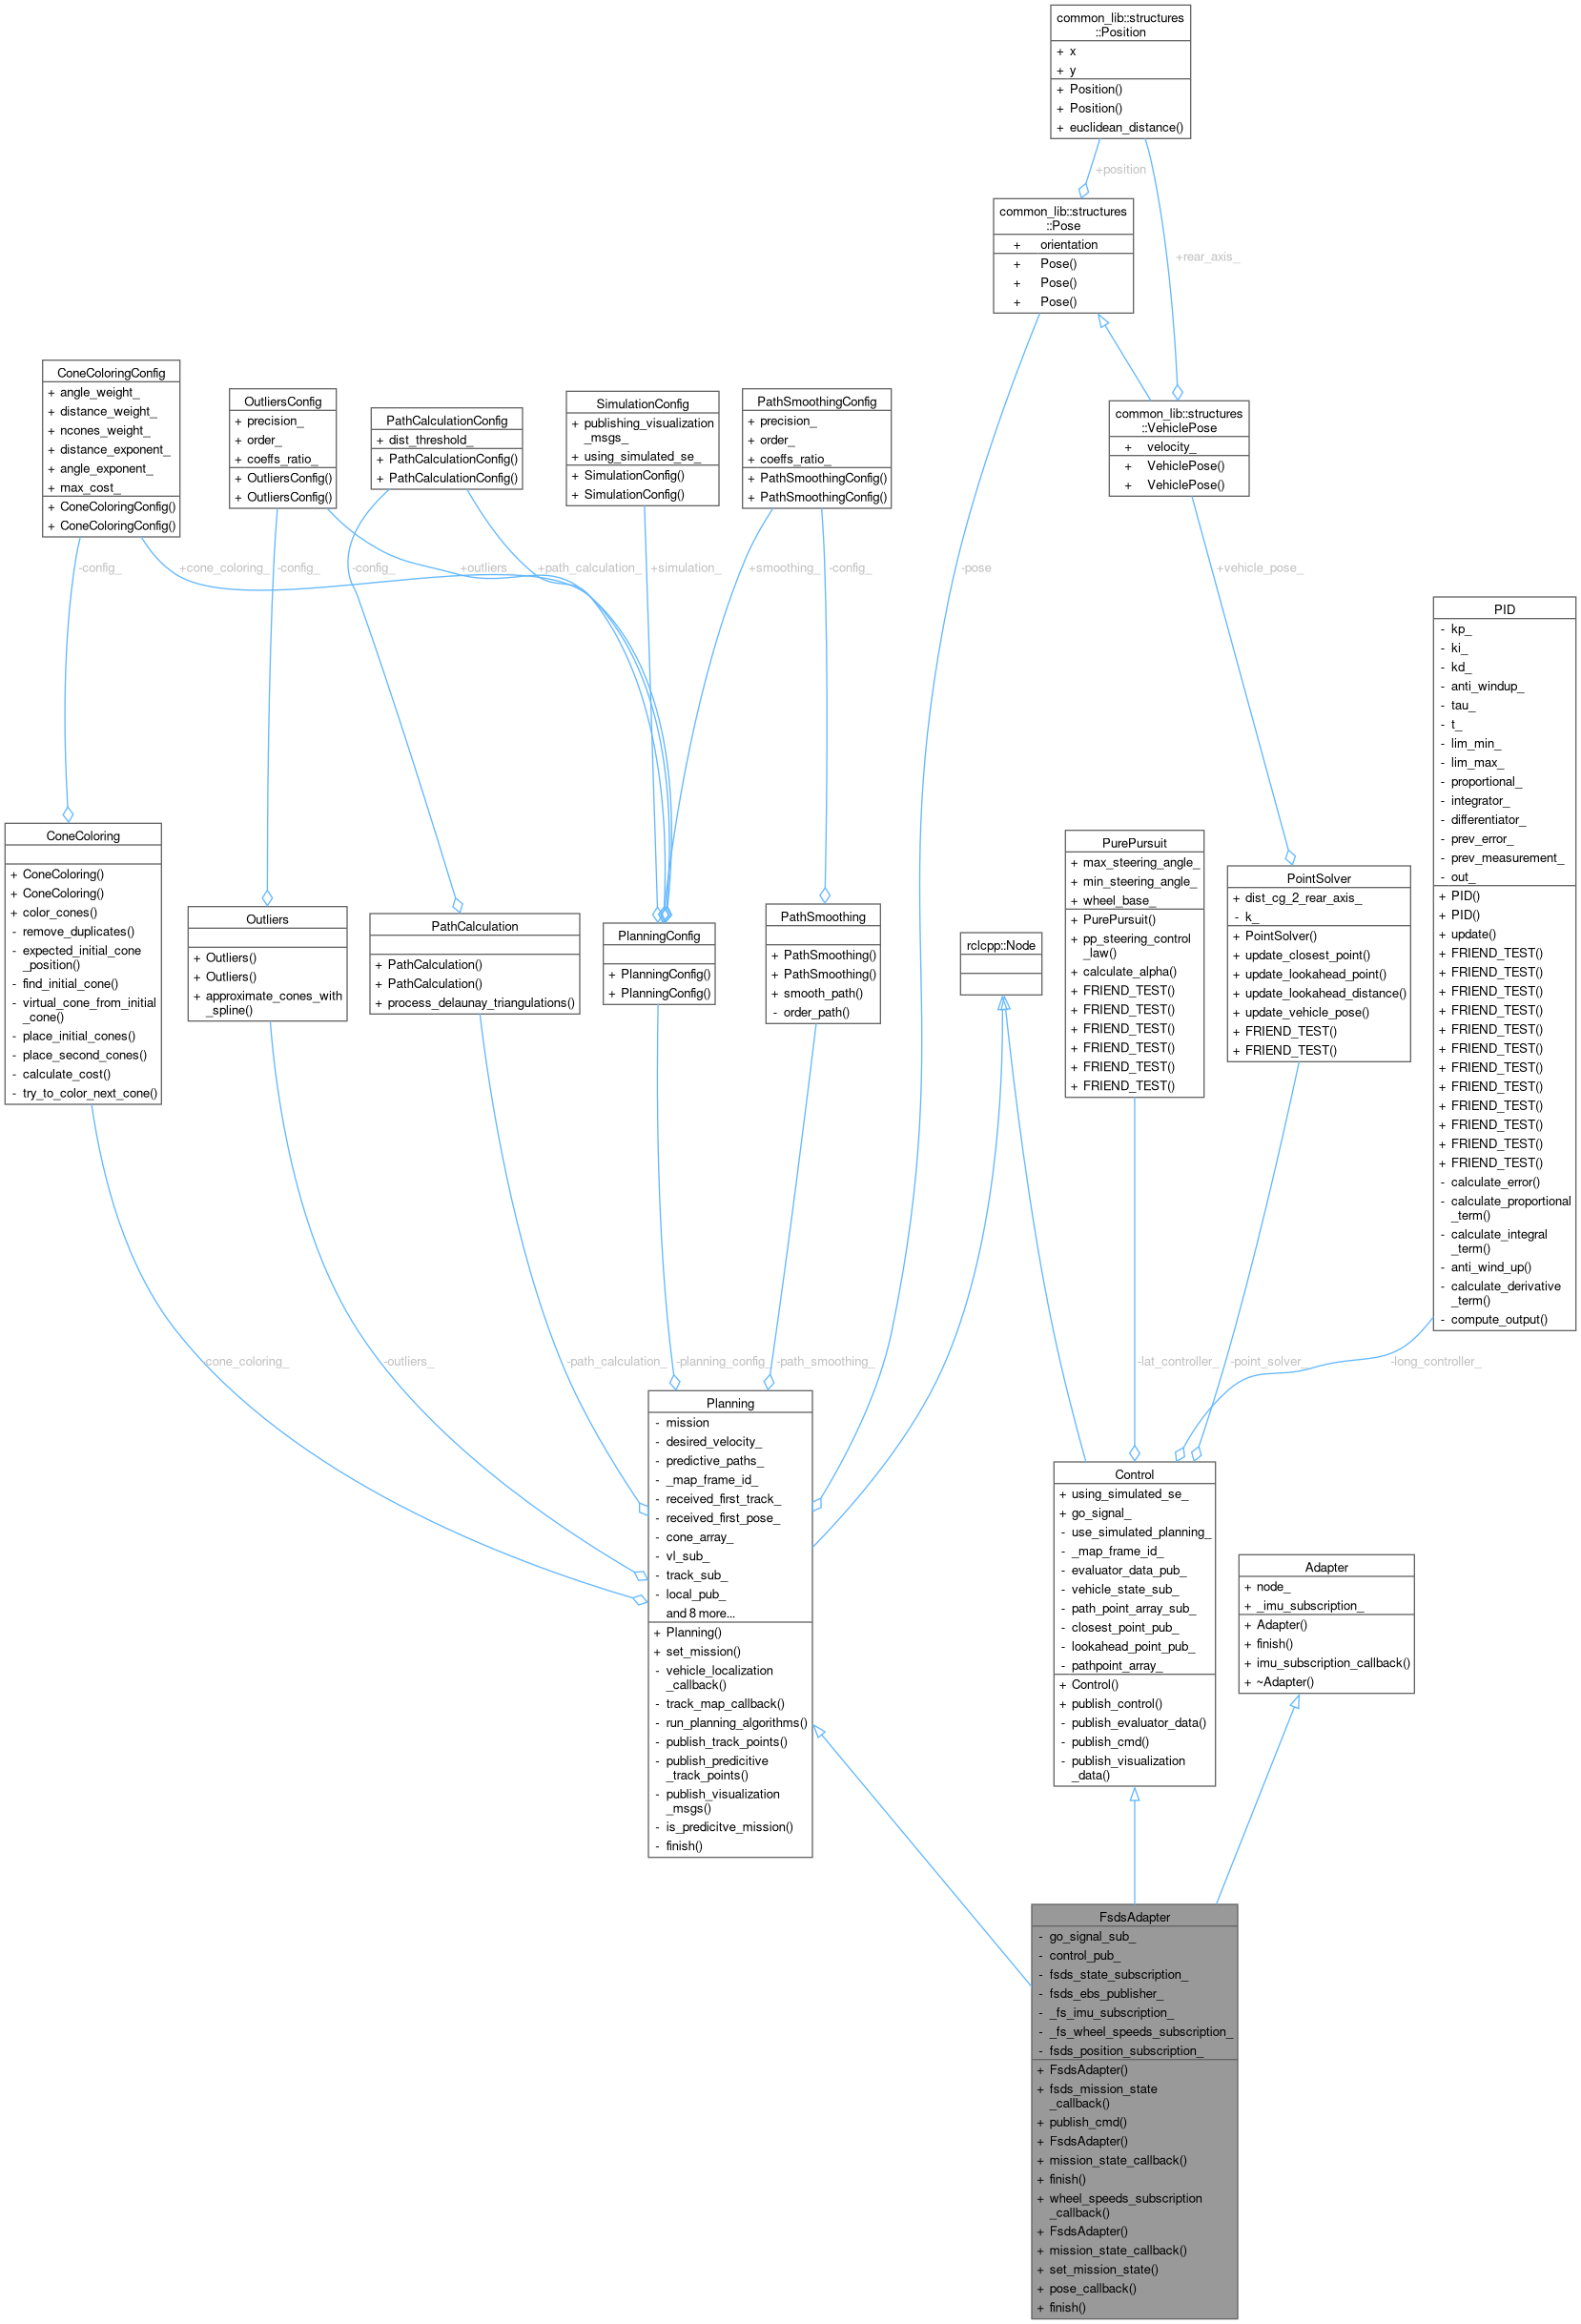 common_lib::structures
::Position
+ x
+ y
+ Position()
+ Position()
+ euclidean_distance()
+position
common_lib::structures
::Pose
+ orientation
+ Pose()
+ Pose()
+ Pose()
+rear_axis_
ConeColoringConfig
+ angle_weight_
+ distance_weight_
+ ncones_weight_
+ distance_exponent_
+ angle_exponent_
+ max_cost_
+ ConeColoringConfig()
+ ConeColoringConfig()
OutliersConfig
+ precision_
+ order_
+ coeffs_ratio_
+ OutliersConfig()
+ OutliersConfig()
PathCalculationConfig
+ dist_threshold_
+ PathCalculationConfig()
+ PathCalculationConfig()
SimulationConfig
+ publishing_visualization
_msgs_
+ using_simulated_se_
+ SimulationConfig()
+ SimulationConfig()
PathSmoothingConfig
+ precision_
+ order_
+ coeffs_ratio_
+ PathSmoothingConfig()
+ PathSmoothingConfig()
common_lib::structures
::VehiclePose
+ velocity_
+ VehiclePose()
+ VehiclePose()
-config_
+cone_coloring_
-config_
-config_
+outliers_
+path_calculation_
+simulation_
+smoothing_
-config_
-pose
+vehicle_pose_
PID
- kp_
- ki_
- kd_
- anti_windup_
- tau_
- t_
- lim_min_
- lim_max_
- proportional_
- integrator_
- differentiator_
- prev_error_
- prev_measurement_
- out_
+ PID()
+ PID()
+ update()
+ FRIEND_TEST()
+ FRIEND_TEST()
+ FRIEND_TEST()
+ FRIEND_TEST()
+ FRIEND_TEST()
+ FRIEND_TEST()
+ FRIEND_TEST()
+ FRIEND_TEST()
+ FRIEND_TEST()
+ FRIEND_TEST()
+ FRIEND_TEST()
+ FRIEND_TEST()
- calculate_error()
- calculate_proportional
_term()
- calculate_integral
_term()
- anti_wind_up()
- calculate_derivative
_term()
- compute_output()
ConeColoring
+ ConeColoring()
+ ConeColoring()
+ color_cones()
- remove_duplicates()
- expected_initial_cone
_position()
- find_initial_cone()
- virtual_cone_from_initial
_cone()
- place_initial_cones()
- place_second_cones()
- calculate_cost()
- try_to_color_next_cone()
Outliers
+ Outliers()
+ Outliers()
+ approximate_cones_with
_spline()
PathCalculation
+ PathCalculation()
+ PathCalculation()
+ process_delaunay_triangulations()
PlanningConfig
+ PlanningConfig()
+ PlanningConfig()
PathSmoothing
+ PathSmoothing()
+ PathSmoothing()
+ smooth_path()
- order_path()
rclcpp::Node
PurePursuit
+ max_steering_angle_
+ min_steering_angle_
+ wheel_base_
+ PurePursuit()
+ pp_steering_control
_law()
+ calculate_alpha()
+ FRIEND_TEST()
+ FRIEND_TEST()
+ FRIEND_TEST()
+ FRIEND_TEST()
+ FRIEND_TEST()
+ FRIEND_TEST()
PointSolver
+ dist_cg_2_rear_axis_
- k_
+ PointSolver()
+ update_closest_point()
+ update_lookahead_point()
+ update_lookahead_distance()
+ update_vehicle_pose()
+ FRIEND_TEST()
+ FRIEND_TEST()
-cone_coloring_
-outliers_
-path_calculation_
-planning_config_
-path_smoothing_
-lat_controller_
-point_solver_
-long_controller_
Planning
- mission
- desired_velocity_
- predictive_paths_
- _map_frame_id_
- received_first_track_
- received_first_pose_
- cone_array_
- vl_sub_
- track_sub_
- local_pub_
and 8 more...
+ Planning()
+ set_mission()
- vehicle_localization
_callback()
- track_map_callback()
- run_planning_algorithms()
- publish_track_points()
- publish_predicitive
_track_points()
- publish_visualization
_msgs()
- is_predicitve_mission()
- finish()
Control
+ using_simulated_se_
+ go_signal_
- use_simulated_planning_
- _map_frame_id_
- evaluator_data_pub_
- vehicle_state_sub_
- path_point_array_sub_
- closest_point_pub_
- lookahead_point_pub_
- pathpoint_array_
+ Control()
+ publish_control()
- publish_evaluator_data()
- publish_cmd()
- publish_visualization
_data()
Adapter
+ node_
+ _imu_subscription_
+ Adapter()
+ finish()
+ imu_subscription_callback()
+ ~Adapter()
FsdsAdapter
- go_signal_sub_
- control_pub_
- fsds_state_subscription_
- fsds_ebs_publisher_
- _fs_imu_subscription_
- _fs_wheel_speeds_subscription_
- fsds_position_subscription_
+ FsdsAdapter()
+ fsds_mission_state
_callback()
+ publish_cmd()
+ FsdsAdapter()
+ mission_state_callback()
+ finish()
+ wheel_speeds_subscription
_callback()
+ FsdsAdapter()
+ mission_state_callback()
+ set_mission_state()
+ pose_callback()
+ finish()